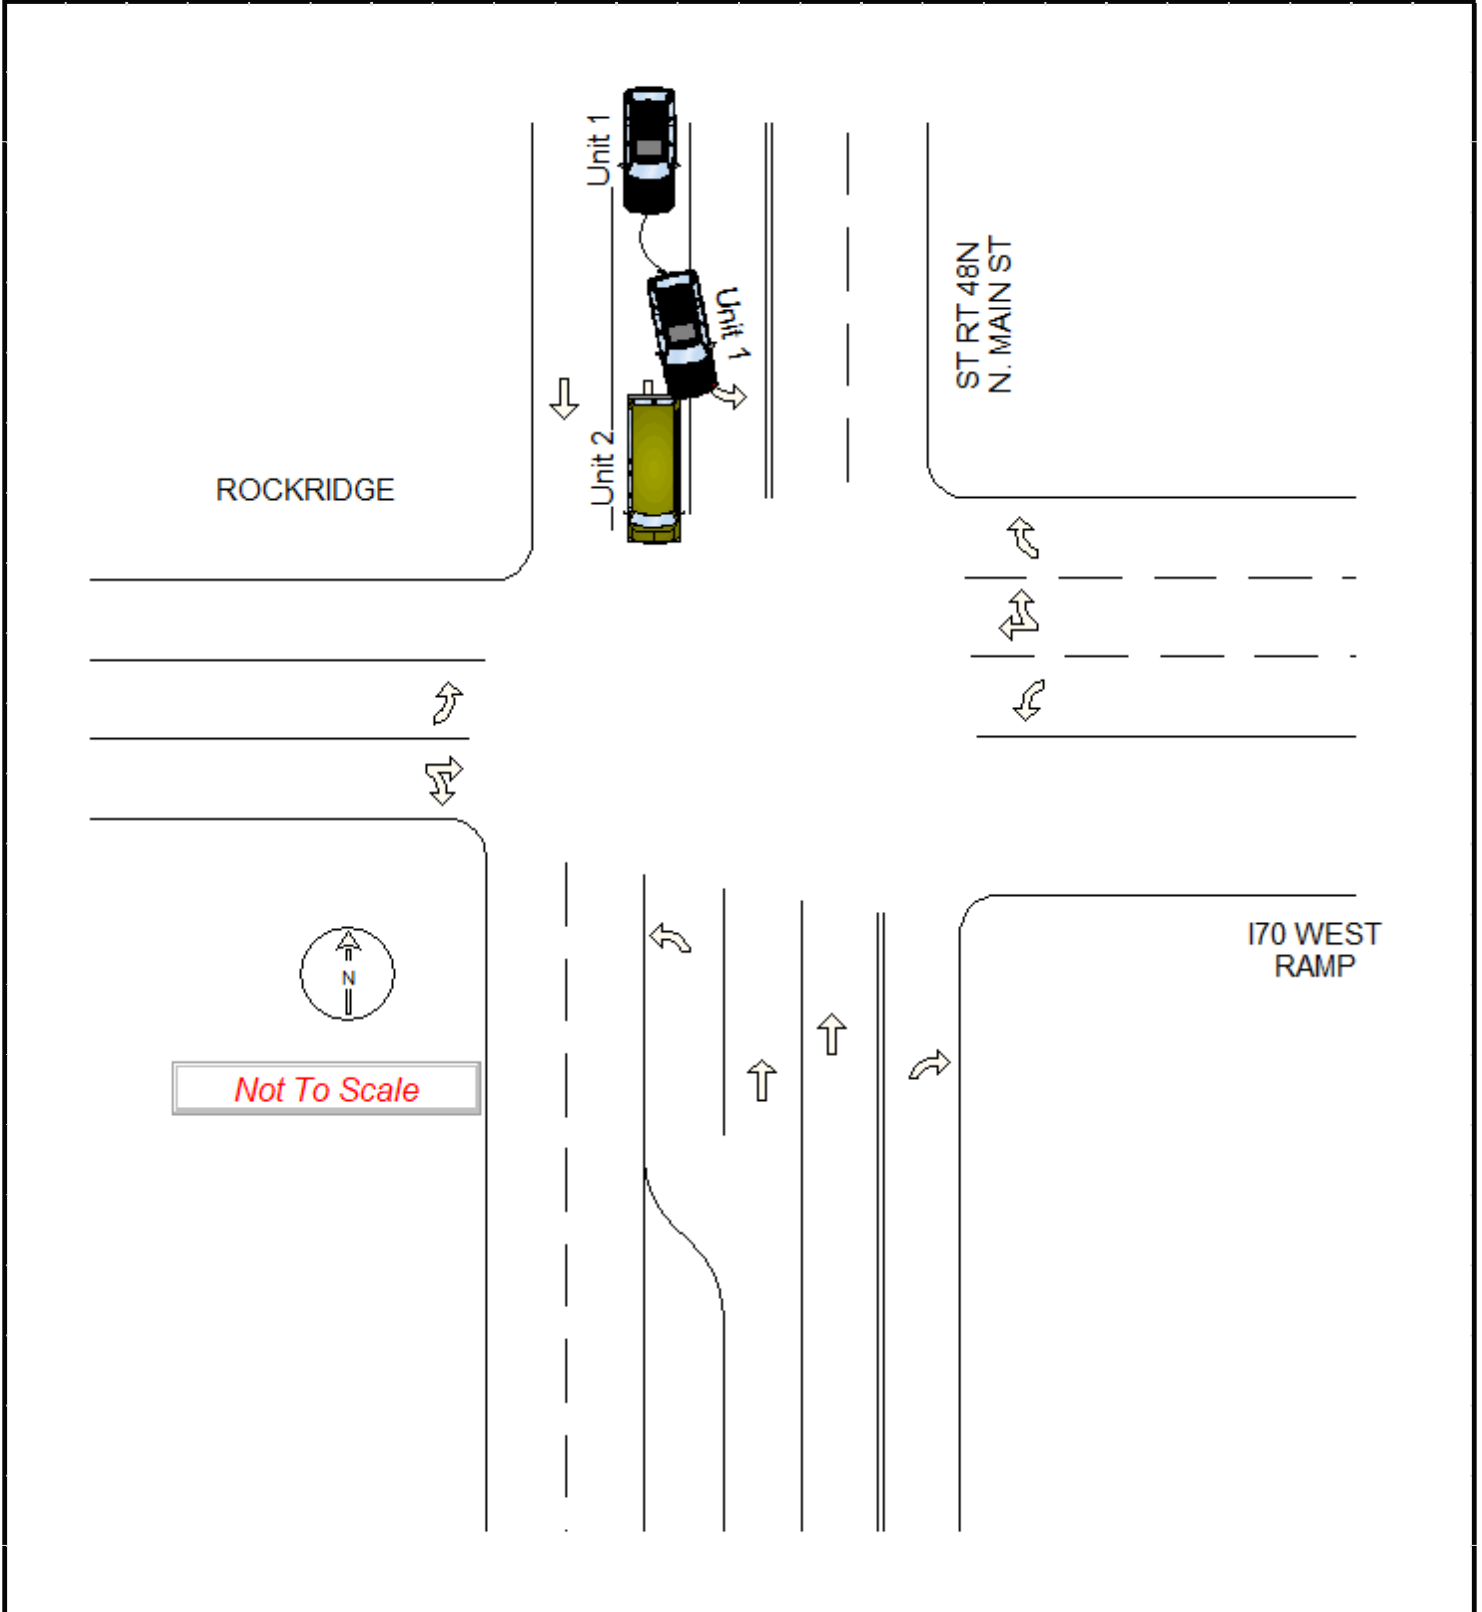 Unit 1
Unit 1
ST RT 48N
N. MAIN ST
Unit 2
ROCKRIDGE
I70 WEST
RAMP
N
Not To Scale